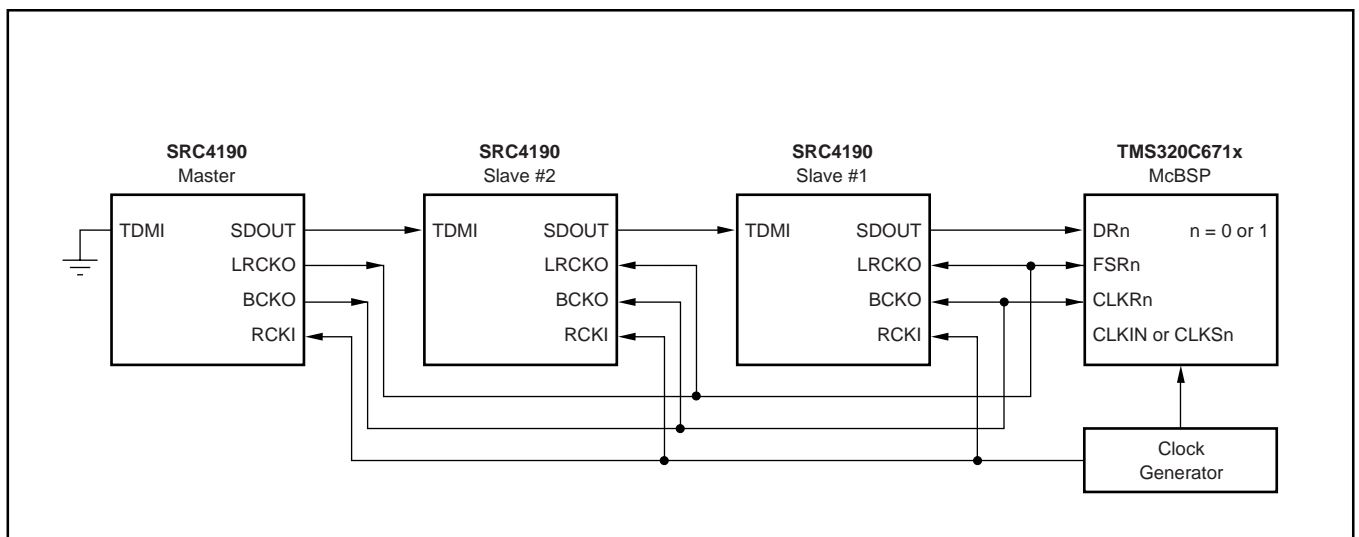 SRC4190
Master
TDMI
SDOUT
LRCKO
BCKO
RCKI
SRC4190
Slave #2
TDMI
SDOUT
LRCKO
BCKO
RCKI
SRC4190
Slave #1
TDMI
SDOUT
LRCKO
BCKO
RCKI
TMS320C671x
McBSP
DRn n = 0 or 1
FSRn
CLKRn
CLKIN or CLKSn
Clock
Generator